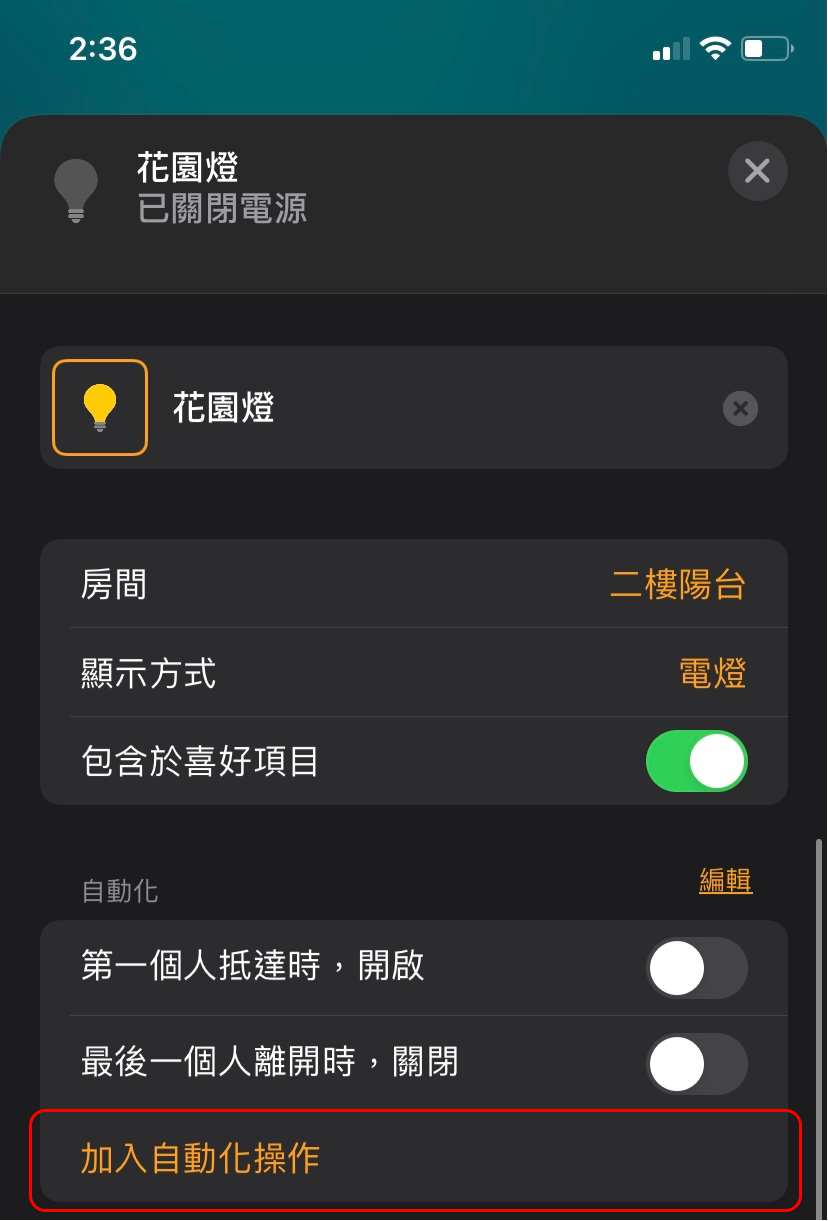 2:36
花園燈
已關閉電源
花園燈
房間 二樓陽台
顯示方式 電燈
包含於喜好項目
自動化 編輯
第一個人抵達時，開啟
最後一個人離開時，關閉
加入自動化操作